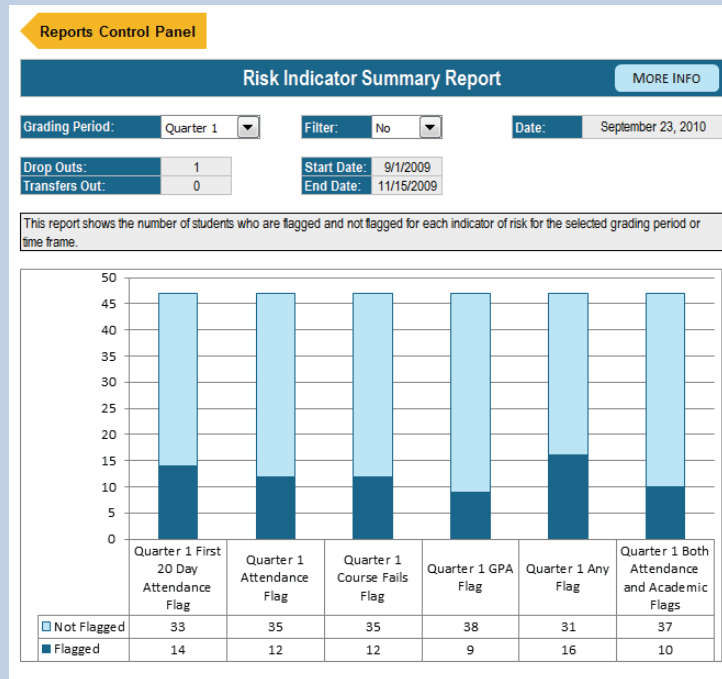 Reports Control Panel
Risk Indicator Summary Report
MORE INFO
Grading Period: Quarter 1 Filter: No Date: September 23, 2010
Drop Outs: 1 Start Date: 9/1/2009
Transfers Out: 0 End Date: 11/15/2009
This report shows the number of students who are flagged and not flagged for each indicator of risk for the selected grading period or
time frame.
50
45
40
35
30
25
20
15
10
5
0
Quarter 1 First
20 Day
Attendance
Flag
Quarter 1
Attendance
Flag
Quarter 1
Course Fails
Flag
Quarter 1 GPA
Flag
Quarter 1 Any
Flag
Quarter 1 Both
Attendance
and Academic
Flags
Not Flagged 33 35 35 38 31 37
Flagged 14 12 12 9 16 10